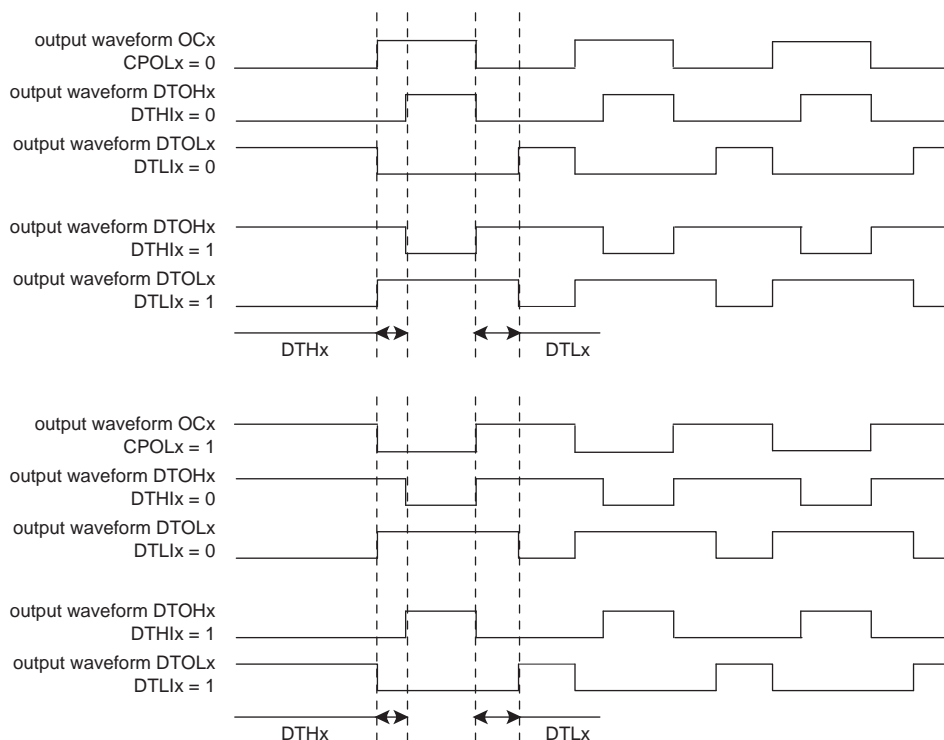 output waveform OCx
CPOLx = 0
output waveform DTOHx
DTHIx = 0
output waveform DTOLx
DTLIx = 0
output waveform DTOHx
DTHIx = 1
output waveform DTOLx
DTLIx = 1
DTHx
DTLx
output waveform OCx
CPOLx = 1
output waveform DTOHx
DTHIx = 0
output waveform DTOLx
DTLIx = 0
output waveform DTOHx
DTHIx = 1
output waveform DTOLx
DTLIx = 1
DTHx
DTLx